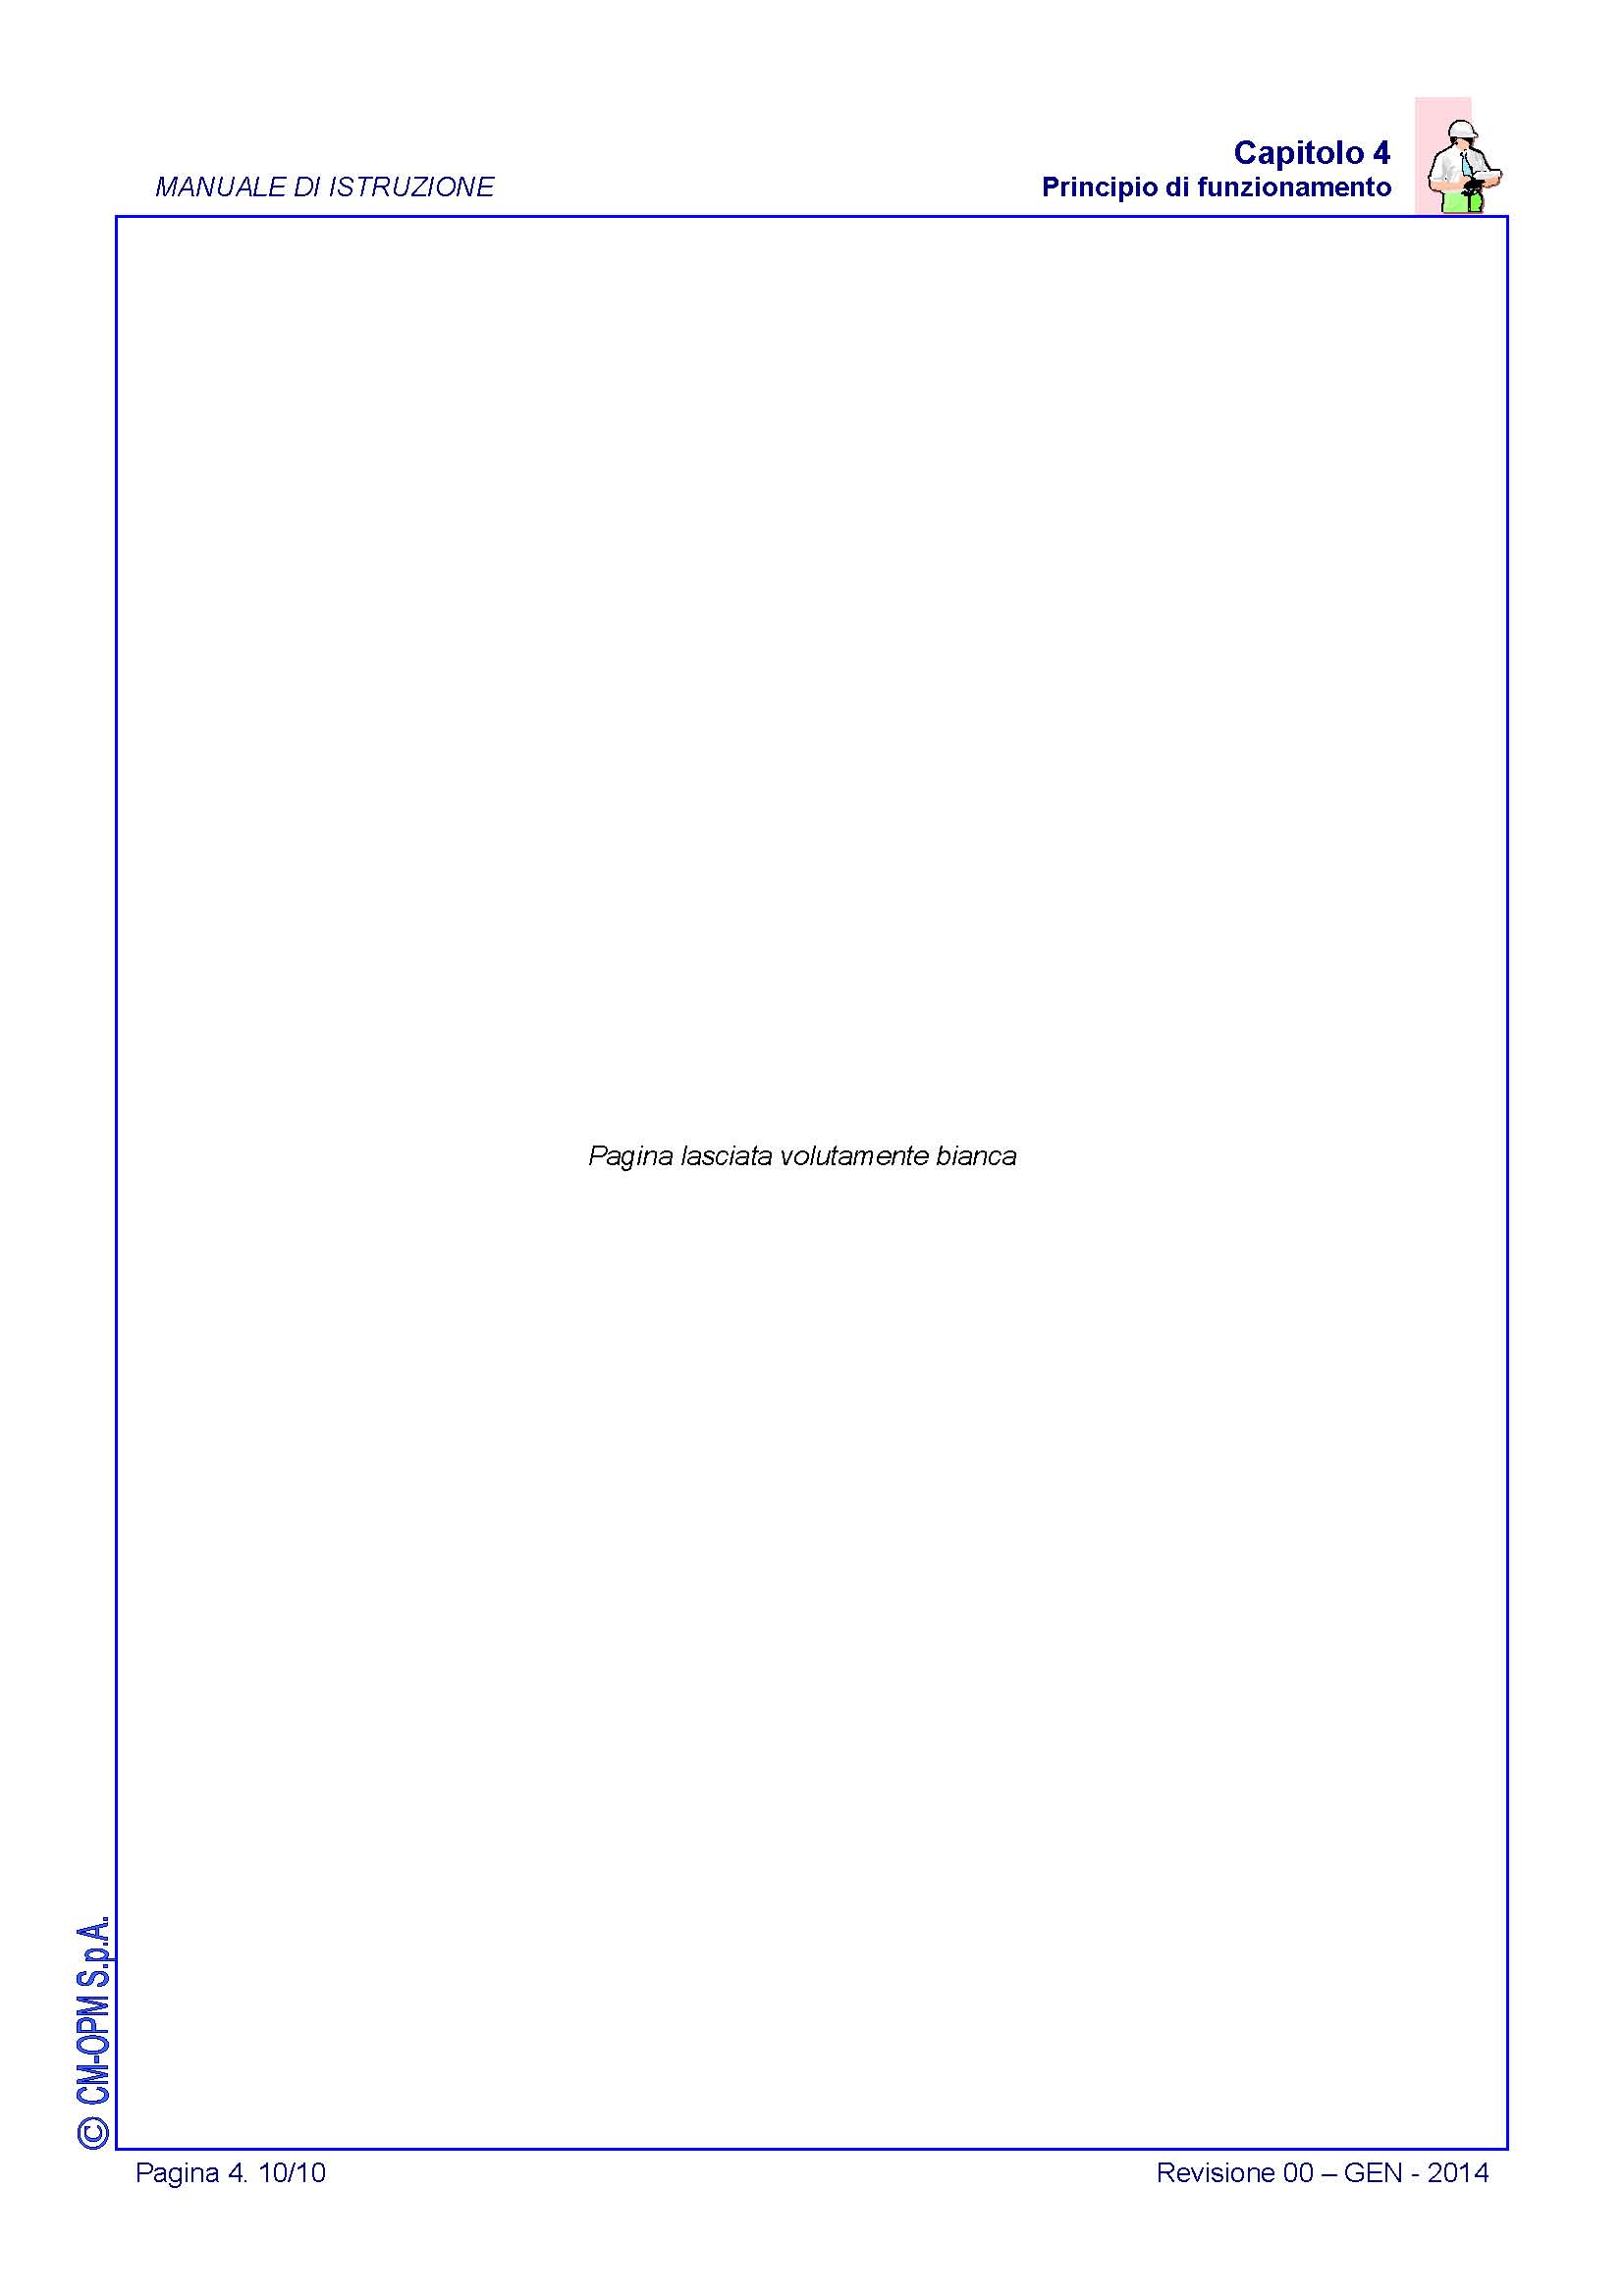 Capitolo 4
MANUALE DI ISTRUZIONE
Principio di funzionamento
Pagina lasciata volutamente bianca
© CM-OPM S.p.A.
Pagina 4. 10/10
Revisione 00 – GEN - 2014